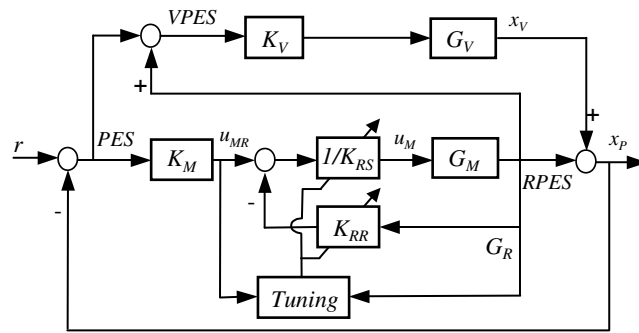 VPES
K_V
G_V
x_V
+
+
r
PES
K_M
u_MR
1/K_RS
u_M
G_M
RPES
x_P
-
-
K_RR
G_R
Tuning